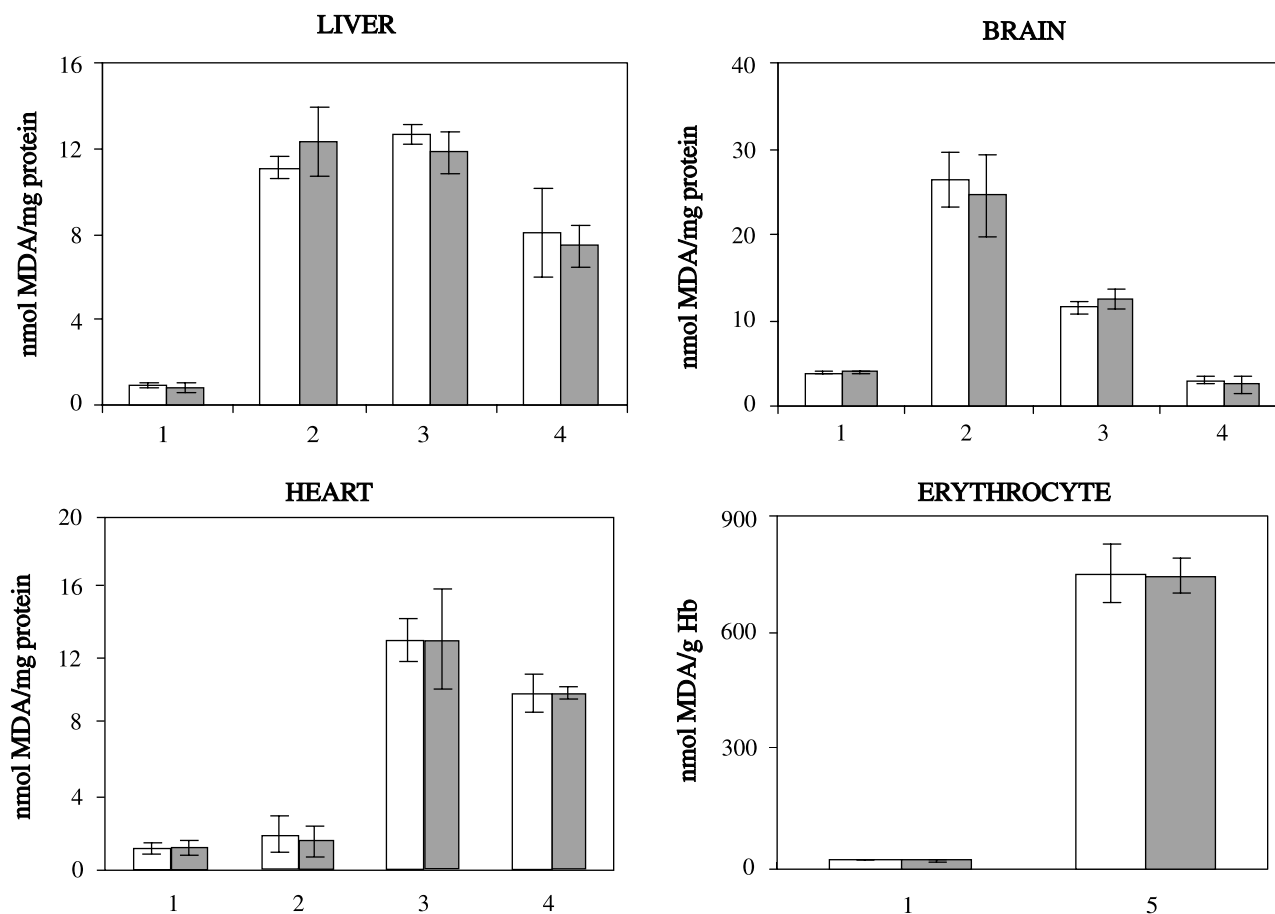 LIVER
nmol MDA/mg protein
16
12
8
4
0
1 2 3 4
BRAIN
nmol MDA/mg protein
40
30
20
10
0
1 2 3 4
HEART
nmol MDA/mg protein
20
16
12
8
4
0
1 2 3 4
ERYTHROCYTE
nmol MDA/g Hb
900
600
300
0
1 5